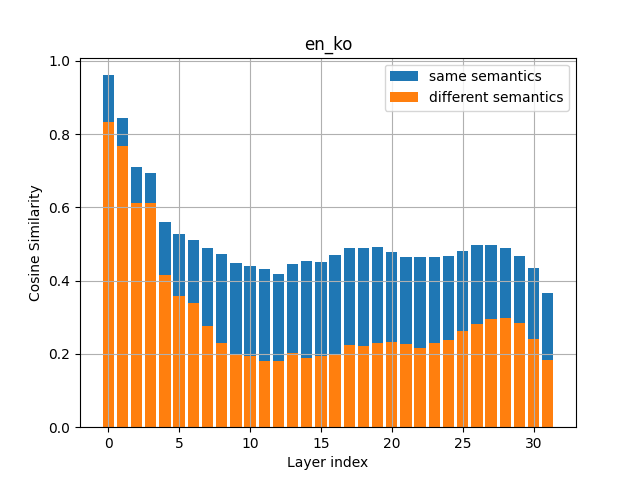 en_ko
same semantics
different semantics
Cosine Similarity
1.0
0.8
0.6
0.4
0.2
0.0
0 5 10 15 20 25 30
Layer index